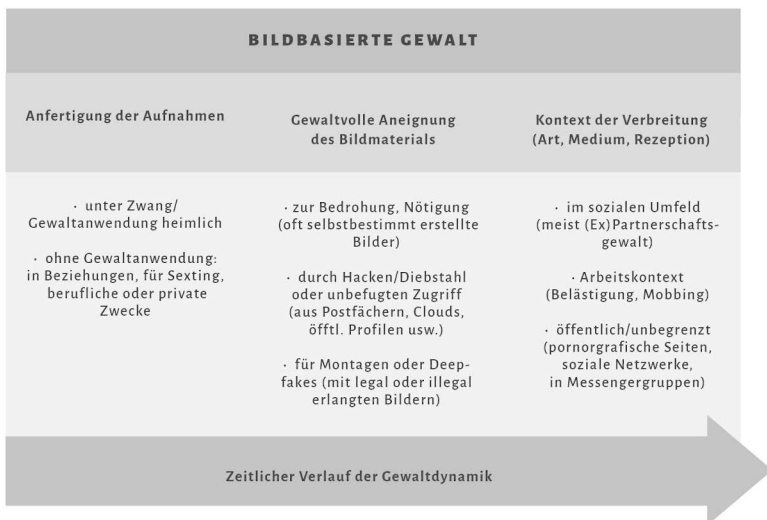 BILDBASIERTE GEWALT
Anfertigung der Aufnahmen
Gewaltvolle Aneignung
des Bildmaterials
Kontext der Verbreitung
(Art, Medium, Rezeption)
· unter Zwang/
Gewaltanwendung heimlich
· ohne Gewaltanwendung:
in Beziehungen, für Sexting,
berufliche oder private
Zwecke
· zur Bedrohung, Nötigung
(oft selbstbestimmt erstellte
Bilder)
· durch Hacken/Diebstahl
oder unbefugten Zugriff
(aus Postfächern, Clouds,
öfftl. Profilen usw.)
· für Montagen oder Deep-
fakes (mit legal oder illegal
erlangten Bildern)
· im sozialen Umfeld
(meist (Ex)Partnerschafts-
gewalt)
· Arbeitskontext
(Belästigung, Mobbing)
· öffentlich/unbegrenzt
(pornorgrafische Seiten,
soziale Netzwerke,
in Messengergruppen)
Zeitlicher Verlauf der Gewaltdynamik